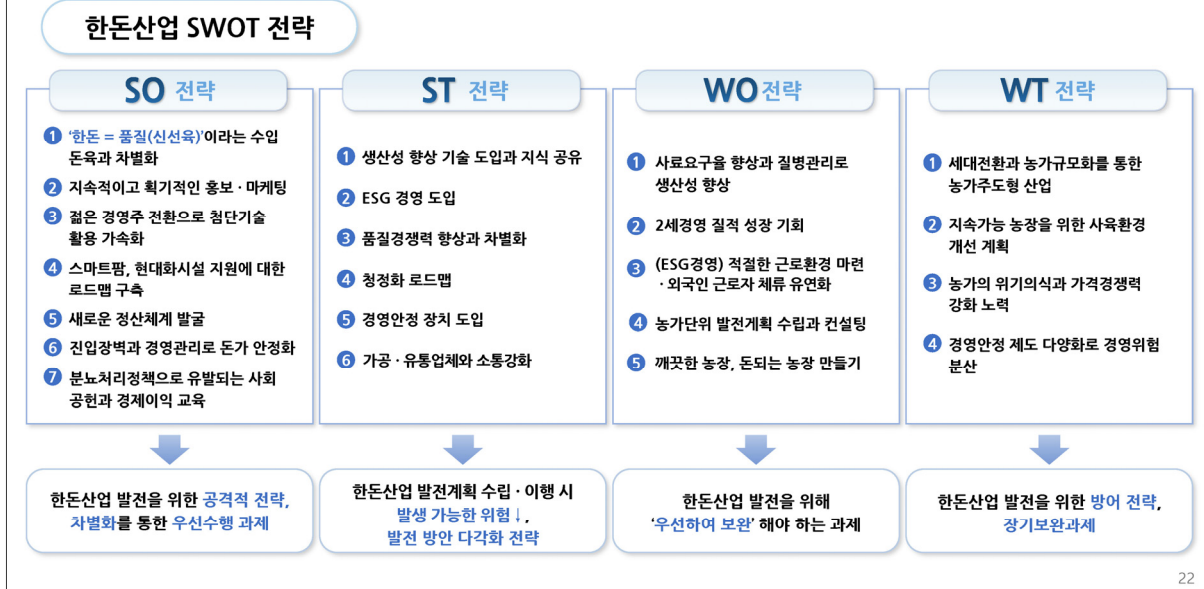 한돈산업 SWOT 전략
SO 전략
1 '한돈 = 품질(신선육)'이라는 수입
돈육과 차별화
2 지속적이고 획기적인 홍보 · 마케팅
3 젊은 경영주 전환으로 첨단기술
활용 가속화
4 스마트팜, 현대화시설 지원에 대한
로드맵 구축
5 새로운 정산체계 발굴
6 진입장벽과 경영관리로 돈가 안정화
7 분뇨처리정책으로 유발되는 사회
공헌과 경제이익 교육
한돈산업 발전을 위한 공격적 전략,
차별화를 통한 우선수행 과제
ST 전략
1 생산성 향상 기술 도입과 지식 공유
2 ESG 경영 도입
3 품질경쟁력 향상과 차별화
4 청정화 로드맵
5 경영안정 장치 도입
6 가공 · 유통업체와 소통강화
한돈산업 발전계획 수립 · 이행 시
발생 가능한 위험↓,
발전 방안 다각화 전략
WO 전략
1 사료요구율 향상과 질병관리로
생산성 향상
2 2세경영 질적 성장 기회
3 (ESG경영) 적절한 근로환경 마련
· 외국인 근로자 체류 유연화
4 농가단위 발전계획 수립과 컨설팅
5 깨끗한 농장, 돈되는 농장 만들기
한돈산업 발전을 위해
'우선하여 보완' 해야 하는 과제
WT 전략
1 세대전환과 농가규모화를 통한
농가주도형 산업
2 지속가능 농장을 위한 사육환경
개선 계획
3 농가의 위기의식과 가격경쟁력
강화 노력
4 경영안정 제도 다양화로 경영위험
분산
한돈산업 발전을 위한 방어 전략,
장기보완과제
22